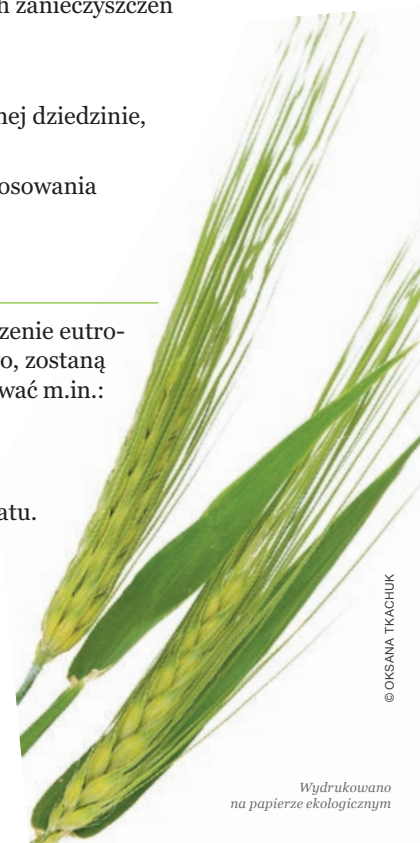 h zanieczyszczeń
nej dziedzinie,
osowania
zenie eutro-
o, zostaną
wać m.in.:
atu.
© OKSANA TKACHUK
Wydrukowano
na papierze ekologicznym